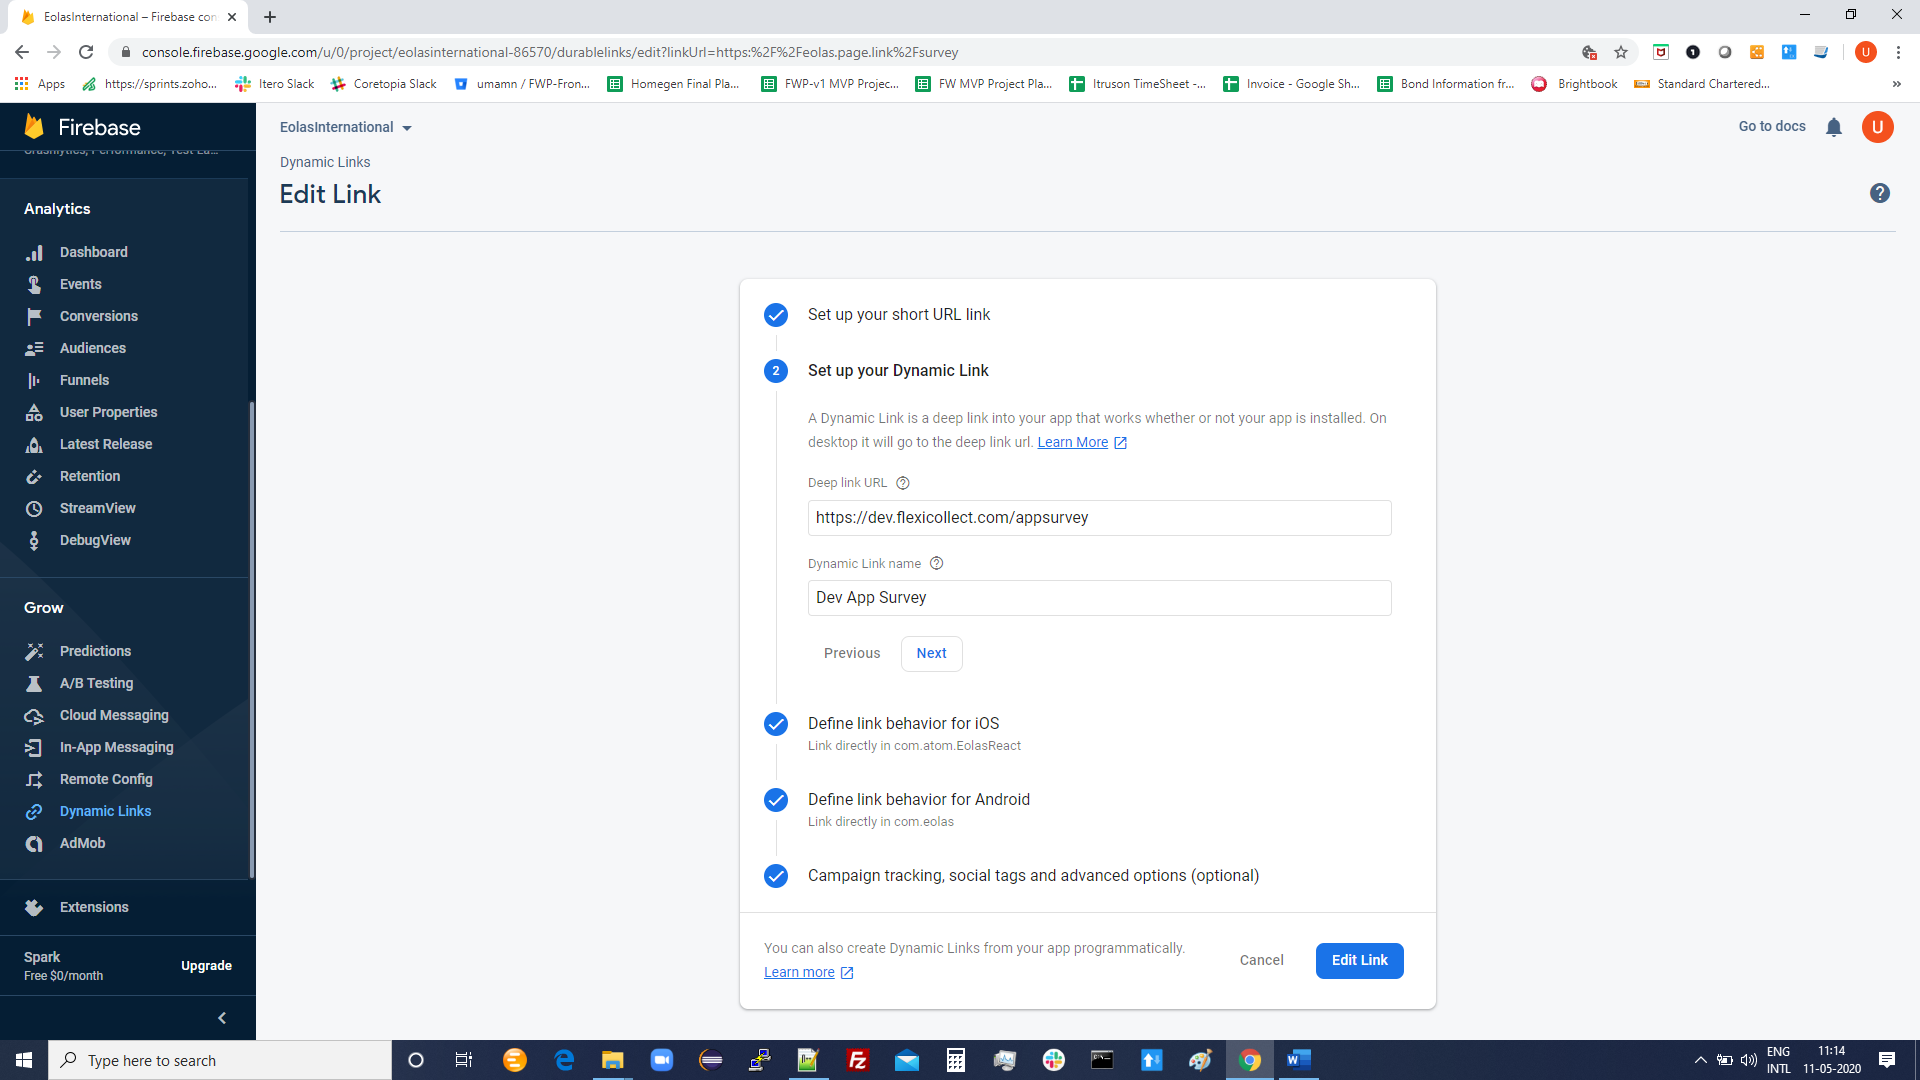 EolasInternational – Firebase con
console.firebase.google.com/u/0/project/eolasinternational-86570/durablelinks/edit?linkUrl=https:%2F%2Feolas.page.link%2Fsurvey
U
Apps
https://sprints.zoho...
Itero Slack
Coretopia Slack
umamn / FWP-Fron...
Homegen Final Pla...
FWP-v1 MVP Projec...
FW MVP Project Pla...
Itruson TimeSheet -...
Invoice - Google Sh...
Bond Information fr...
Brightbook
Standard Chartered...
»
Firebase
Crashlytics, Performance, Test La...
Analytics
Dashboard
Events
Conversions
Audiences
Funnels
User Properties
Latest Release
Retention
StreamView
DebugView
Grow
Predictions
A/B Testing
Cloud Messaging
In-App Messaging
Remote Config
Dynamic Links
AdMob
Extensions
Spark
Free $0/month
Upgrade
EolasInternational
Go to docs
U
Dynamic Links
Edit Link
?
Set up your short URL link
2
Set up your Dynamic Link
A Dynamic Link is a deep link into your app that works whether or not your app is installed. On
desktop it will go to the deep link url. Learn More
Deep link URL
https://dev.flexicollect.com/appsurvey
Dynamic Link name
Dev App Survey
Previous
Next
Define link behavior for iOS
Link directly in com.atom.EolasReact
Define link behavior for Android
Link directly in com.eolas
Campaign tracking, social tags and advanced options (optional)
You can also create Dynamic Links from your app programmatically.
Learn more
Cancel
Edit Link
Type here to search
ENG
INTL
11:14
11-05-2020